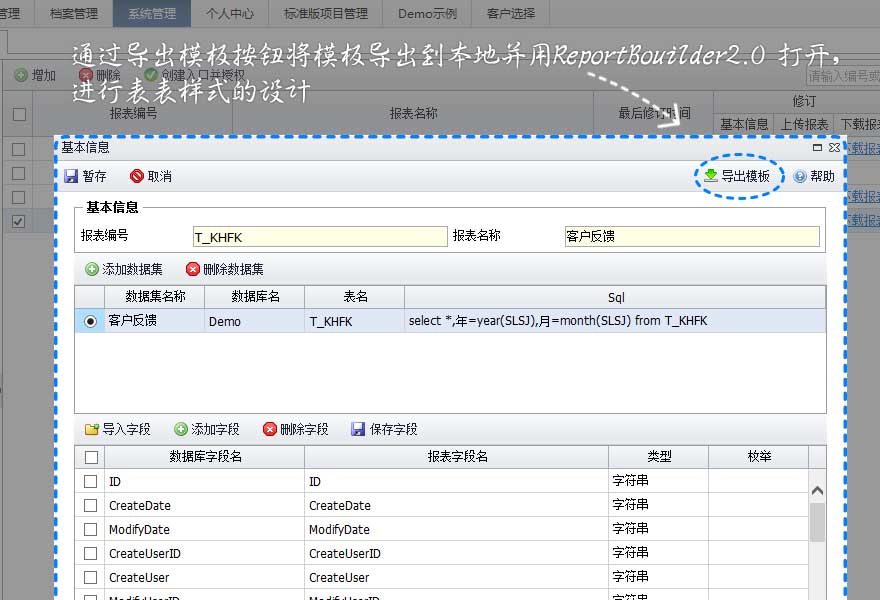 管理 档案管理 系统管理 个人中心 标准版项目管理 Demo示例 客户选择
通过导出模板按钮将模板导出到本地并用ReportBouilder2.0 打开,
进行表表样式的设计
增加 删除 创建入口并授权 请输入编号或
报表编号 报表名称 最后修订时间 修订
基本信息 上传报表 下载报
基本信息
下载报
暂存 取消 导出模板 帮助
基本信息
下载报
报表编号 T_KHFK 报表名称 客户反馈
下载报
添加数据集 删除数据集
数据集名称 数据库名 表名 Sql
客户反馈 Demo T_KHFK select *,年=year(SLSJ),月=month(SLSJ) from T_KHFK
导入字段 添加字段 删除字段 保存字段
数据库字段名 报表字段名 类型 枚举
ID ID 字符串
CreateDate CreateDate 字符串
ModifyDate ModifyDate 字符串
CreateUserID CreateUserID 字符串
CreateUser CreateUser 字符串
ModifyUserID ModifyUserID 字符串